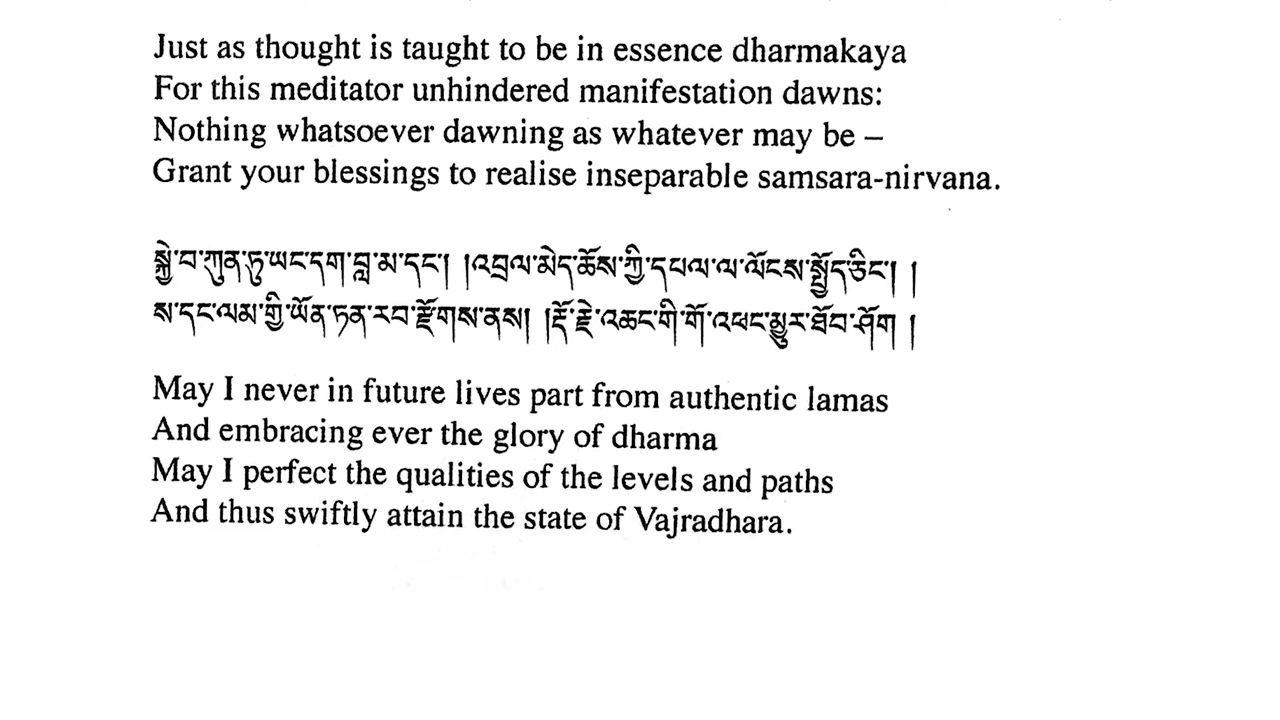 Just as thought is taught to be in essence dharmakaya
For this meditator unhindered manifestation dawns:
Nothing whatsoever dawning as whatever may be –
Grant your blessings to realise inseparable samsara-nirvana.
སྐྱེ་བ་ཀུན་ཏུ་ཡང་དག་བླ་མ་དང་། །འབྲལ་མེད་ཆོས་ཀྱི་དཔལ་ལ་ལོངས་སྤྱོད་ཅིང་། །
ས་དང་ལམ་གྱི་ཡོན་ཏན་རབ་རྫོགས་ནས། །རྡོ་རྗེ་འཆང་གི་གོ་འཕང་མྱུར་ཐོབ་ཤོག །
May I never in future lives part from authentic lamas
And embracing ever the glory of dharma
May I perfect the qualities of the levels and paths
And thus swiftly attain the state of Vajradhara.